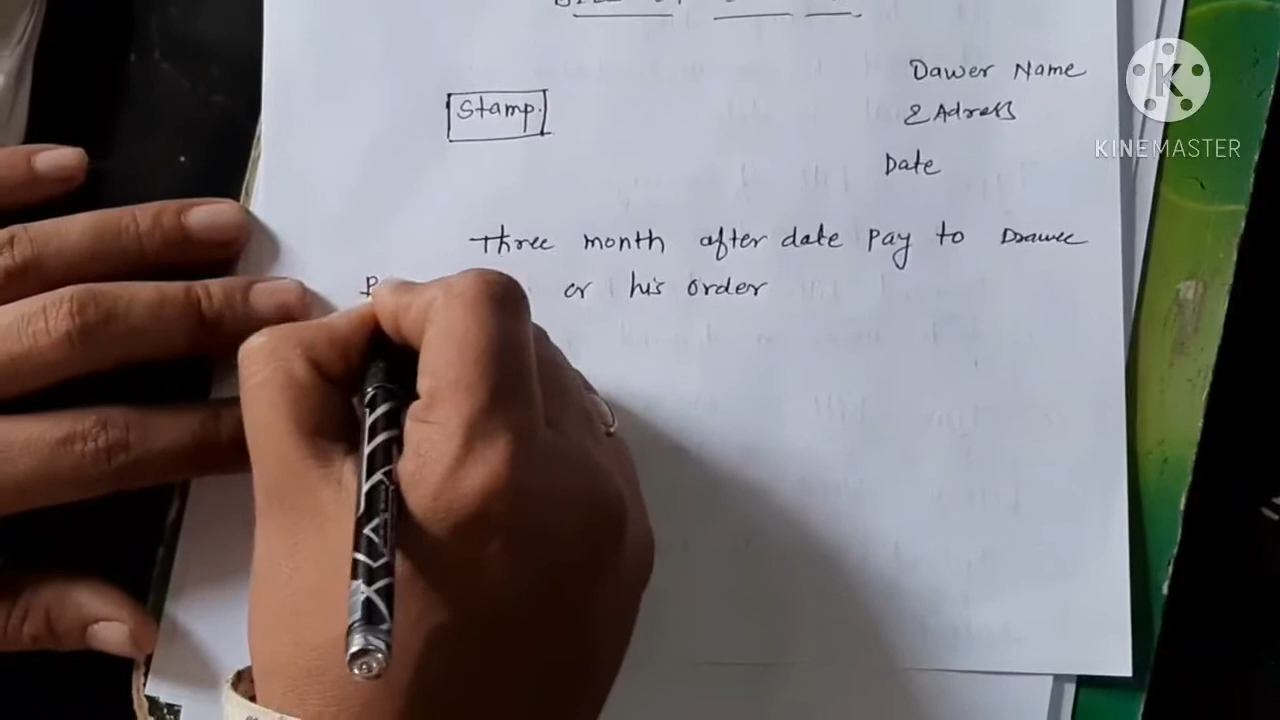 Stamp.
Dawer Name
& Adress
Date
Three month after date pay to Drawee
or his order
K
KINEMASTER